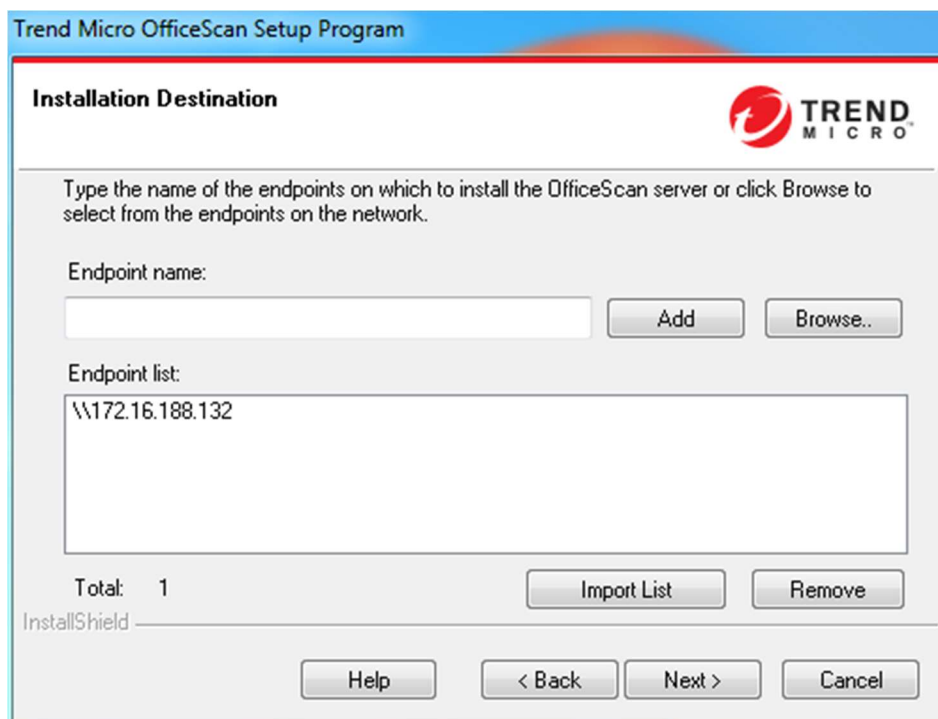 Trend Micro OfficeScan Setup Program
Installation Destination
TREND
MICRO
Type the name of the endpoints on which to install the OfficeScan server or click Browse to
select from the endpoints on the network.
Endpoint name:
Add
Browse..
Endpoint list:
\\172.16.188.132
Total: 1
Import List
Remove
InstallShield
Help
< Back
Next >
Cancel